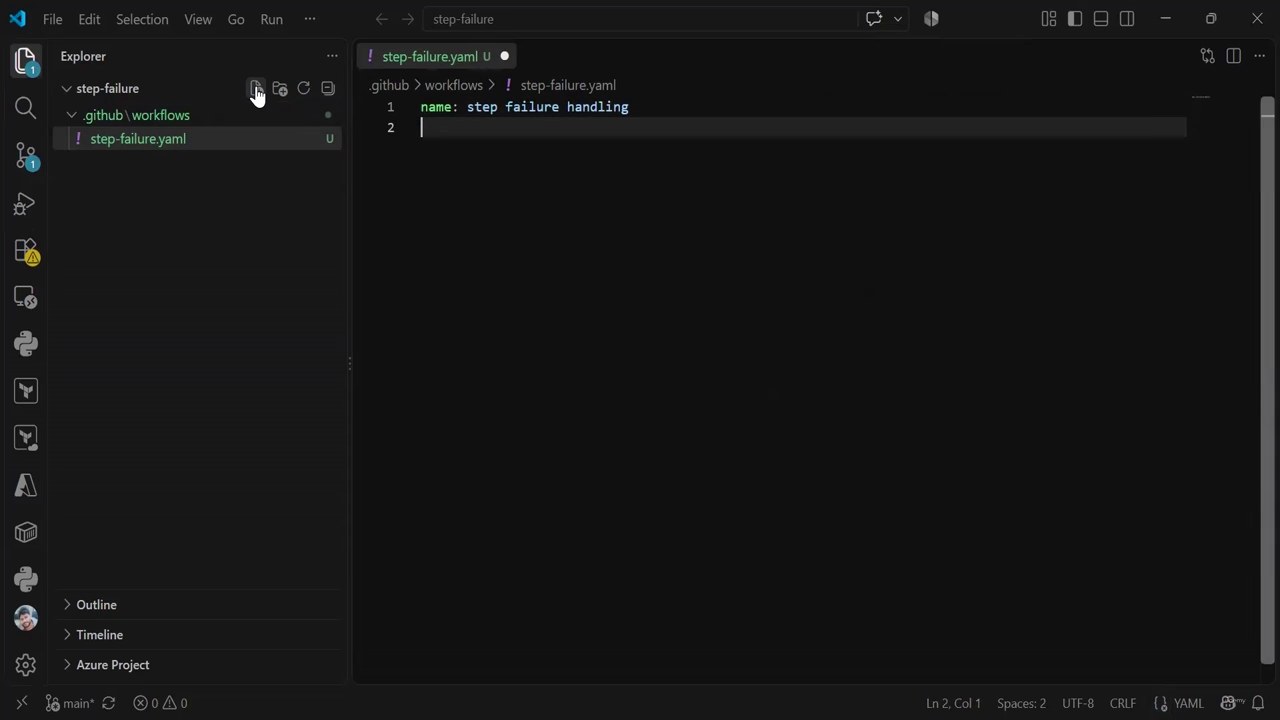 File Edit Selection View Go Run ···
step-failure
Explorer
step-failure
.github\workflows
! step-failure.yaml U
Outline
Timeline
Azure Project
! step-failure.yaml U
.github > workflows > ! step-failure.yaml
1 name: step failure handling
2
1
1
main*
0 0
Ln 2, Col 1
Spaces: 2
UTF-8
CRLF
{} YAML